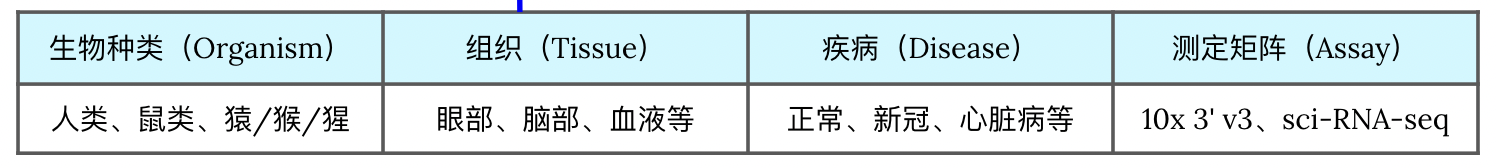 生物种类（Organism） 组织（Tissue） 疾病（Disease） 测定矩阵（Assay）
人类、鼠类、猿/猴/猩 眼部、脑部、血液等 正常、新冠、心脏病等 10x 3' v3、sci-RNA-seq